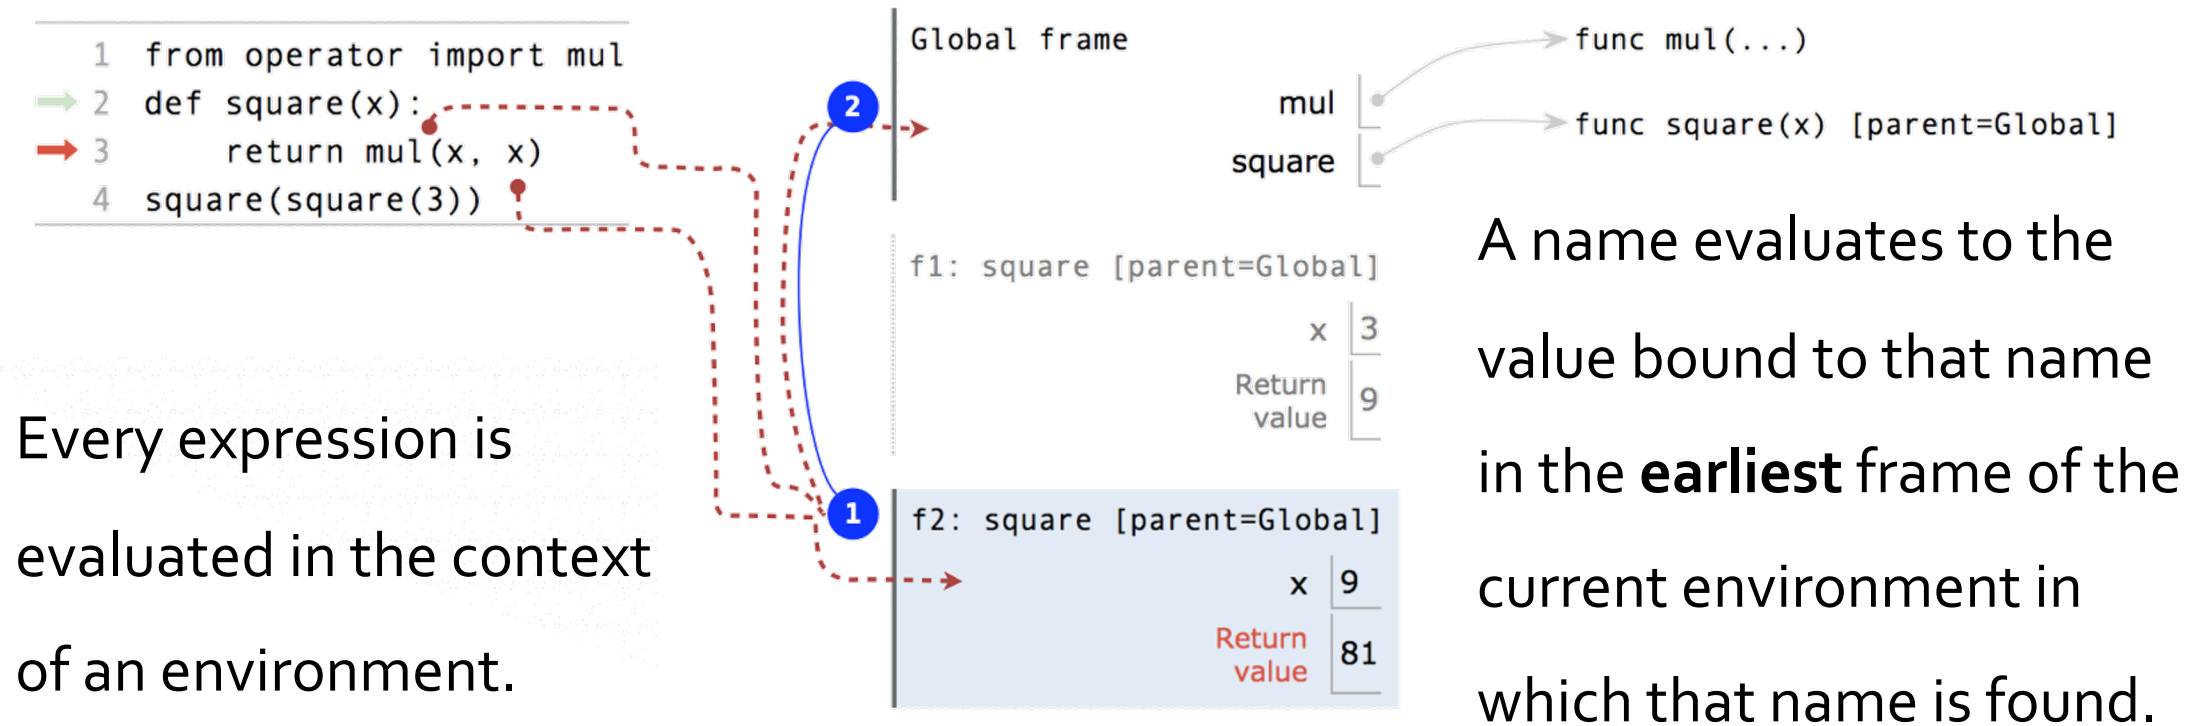 1 from operator import mul
2 def square(x):
3 return mul(x, x)
4 square(square(3))
Every expression is
evaluated in the context
of an environment.
2
Global frame
mul
square
func mul(...)
func square(x) [parent=Global]
f1: square [parent=Global]
x 3
Return
value 9
1
f2: square [parent=Global]
x 9
Return
value 81
A name evaluates to the
value bound to that name
in the earliest frame of the
current environment in
which that name is found.